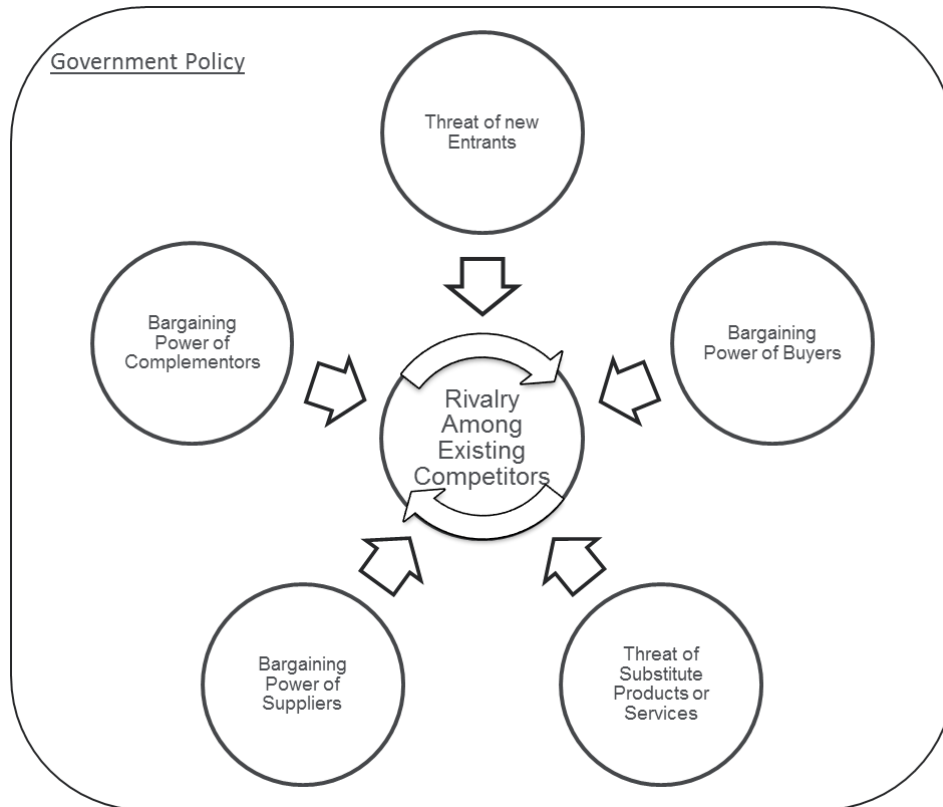 Government Policy
Threat of new
Entrants
Bargaining
Power of
Complementors
Bargaining
Power of Buyers
Rivalry
Among
Existing
Competitors
Bargaining
Power of
Suppliers
Threat of
Substitute
Products or
Services